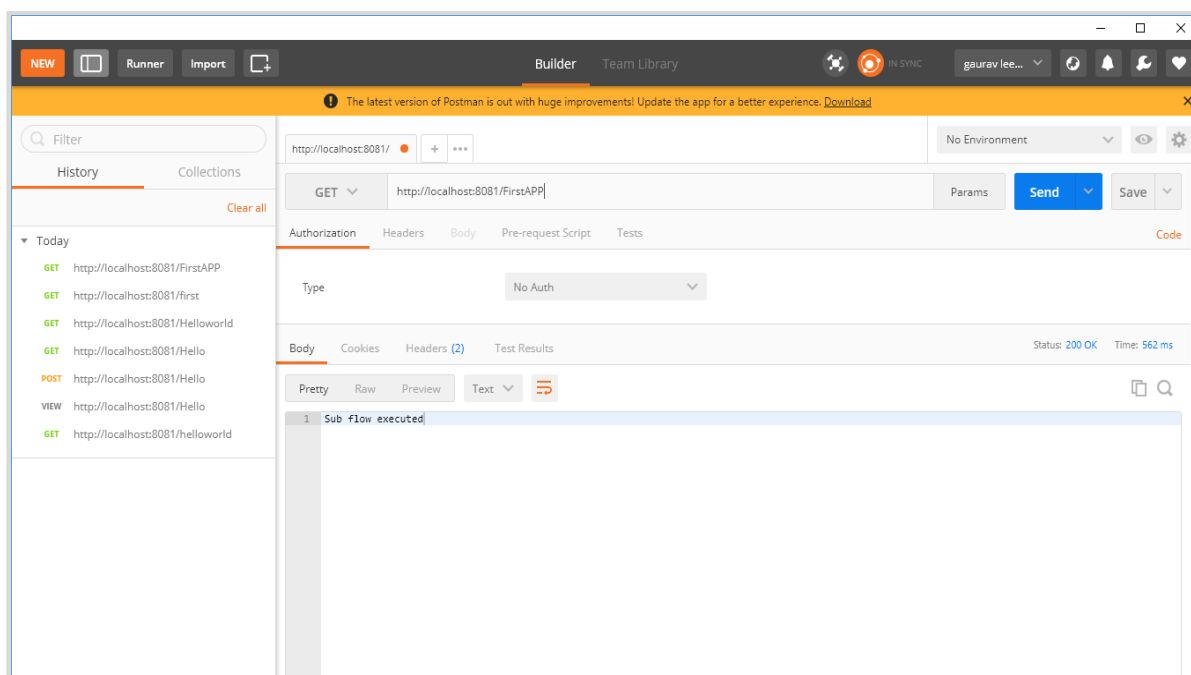 NEW Runner Import Builder Team Library IN SYNC gaurav lee...
The latest version of Postman is out with huge improvements! Update the app for a better experience. Download
Filter
History Collections
Clear all
Today
GET http://localhost:8081/FirstAPP
GET http://localhost:8081/first
GET http://localhost:8081/Helloworld
GET http://localhost:8081/Hello
POST http://localhost:8081/Hello
VIEW http://localhost:8081/Hello
GET http://localhost:8081/helloworld
http://localhost:8081/ + •••
No Environment
GET http://localhost:8081/FirstAPP Params Send Save
Authorization Headers Body Pre-request Script Tests Code
Type No Auth
Body Cookies Headers (2) Test Results Status: 200 OK Time: 562 ms
Pretty Raw Preview Text
1 Sub flow executed